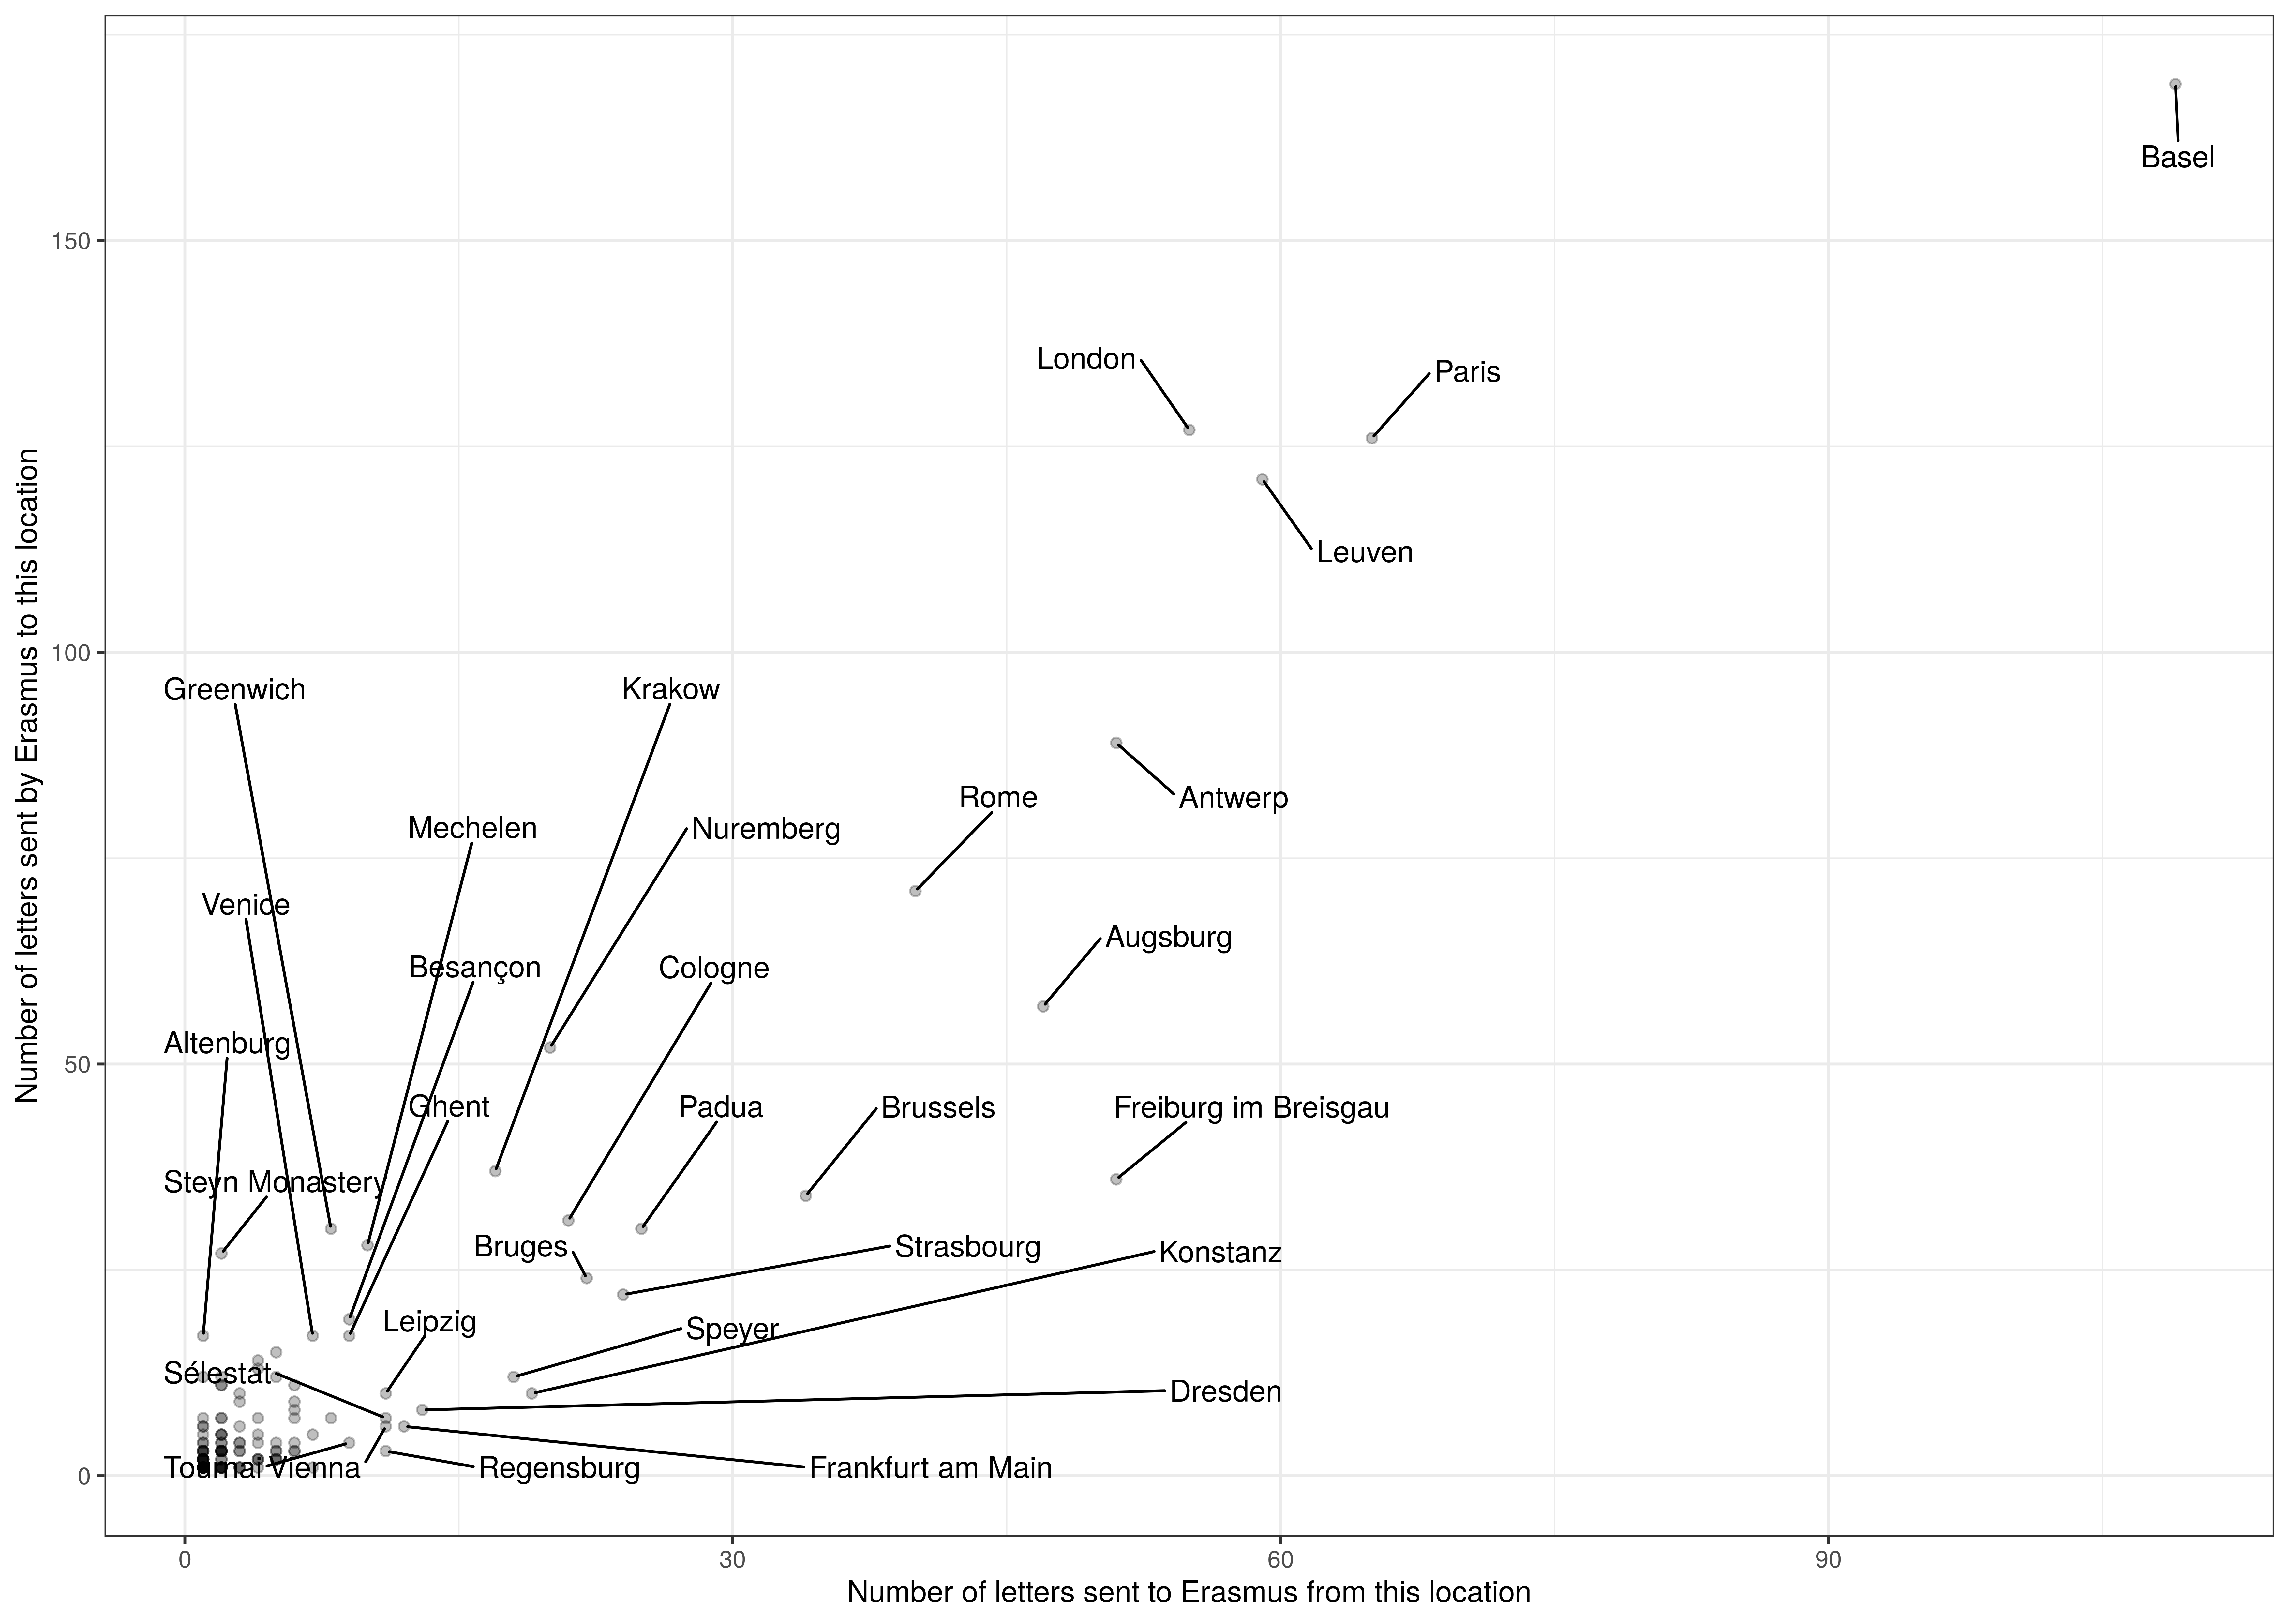 Basel
150
London
Paris
Leuven
100
Greenwich
Krakow
Rome
Antwerp
Mechelen
Nuremberg
Venice
Augsburg
Besançon
Cologne
Altenburg
50
Ghent
Padua
Brussels
Freiburg im Breisgau
Steyn Monastery
Bruges
Strasbourg
Konstanz
Leipzig
Speyer
Sélestat
Dresden
Tournai
Vienna
Regensburg
Frankfurt am Main
0
0
30
60
90
Number of letters sent to Erasmus from this location
Number of letters sent by Erasmus to this location